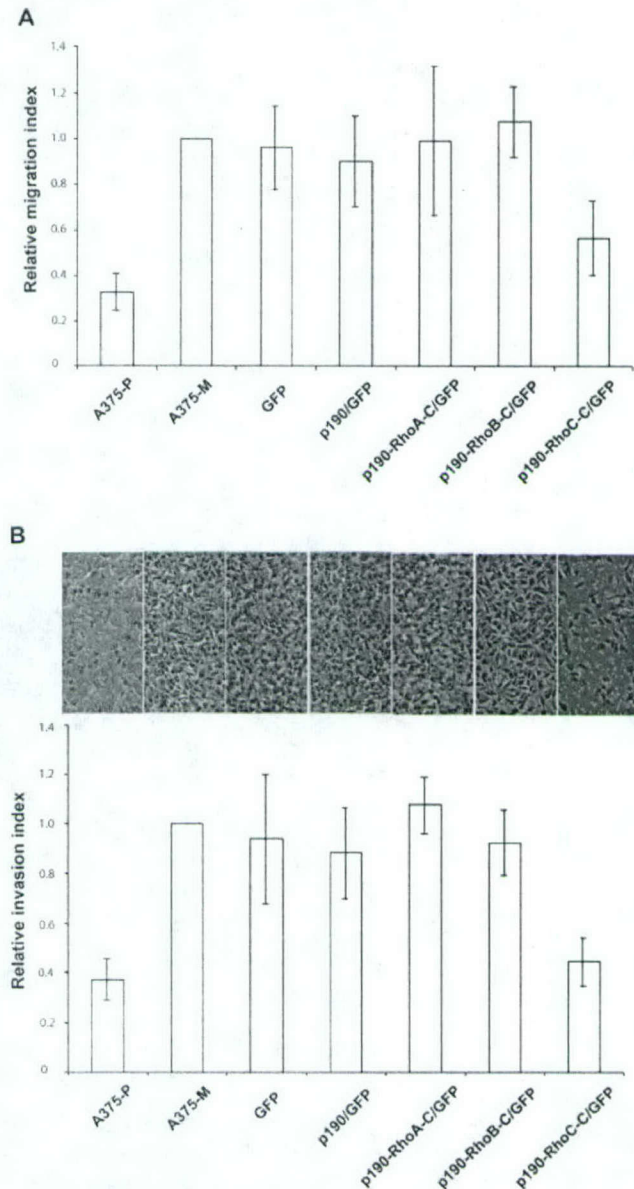 A
Relative migration index
1.4
1.2
1.0
0.8
0.6
0.4
0.2
0
A375-P
A375-M
GFP
p190/GFP
p190-RhoA-C/GFP
p190-RhoB-C/GFP
p190-RhoC-C/GFP
B
Relative invasion index
1.4
1.2
1.0
0.8
0.6
0.4
0.2
0
A375-P
A375-M
GFP
p190/GFP
p190-RhoA-C/GFP
p190-RhoB-C/GFP
p190-RhoC-C/GFP